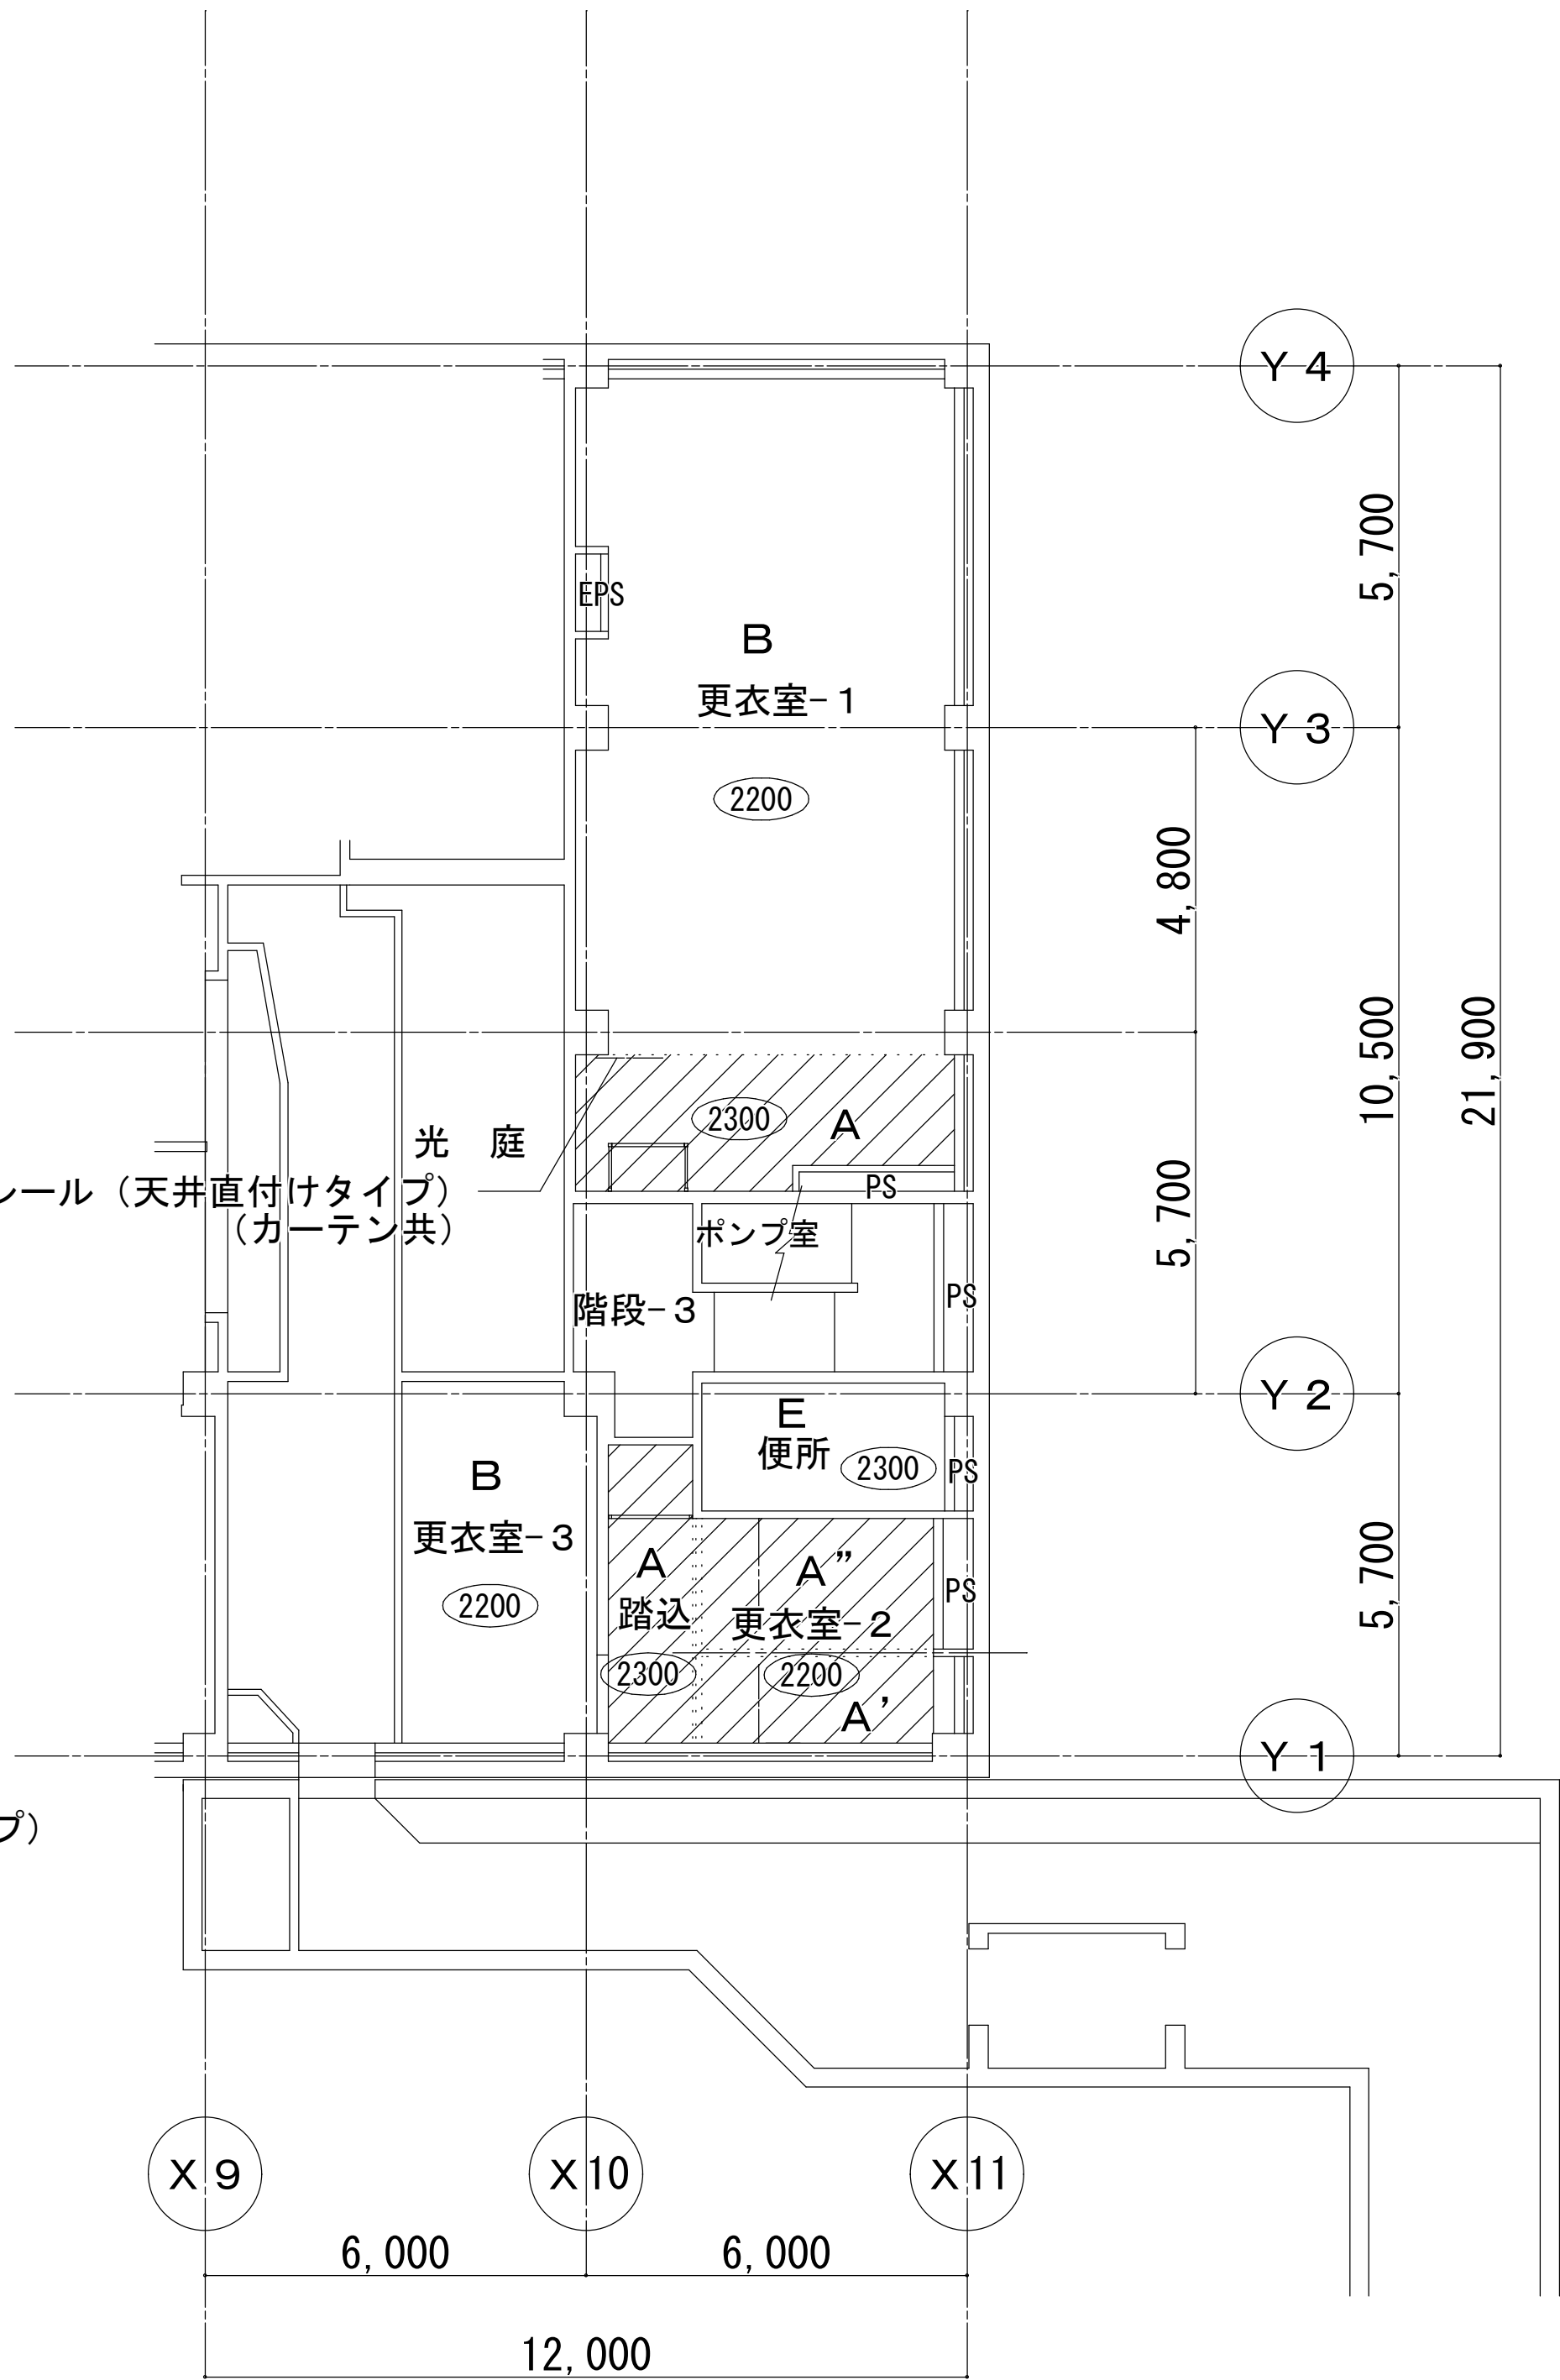 Y 4
5, 700
EPS
B
更衣室-1
Y 3
2200
4, 800
10, 500
21, 900
2300
A
光　庭
レール（天井直付けタイプ）
（カーテン共）
PS
5, 700
ポンプ室
階段-3
PS
Y 2
E
便所
2300
PS
B
更衣室-3
2200
A
踏込
2300
A”
更衣室-2
2200
A’
PS
5, 700
Y 1
プ）
X 9
X10
X11
6, 000
6, 000
12, 000